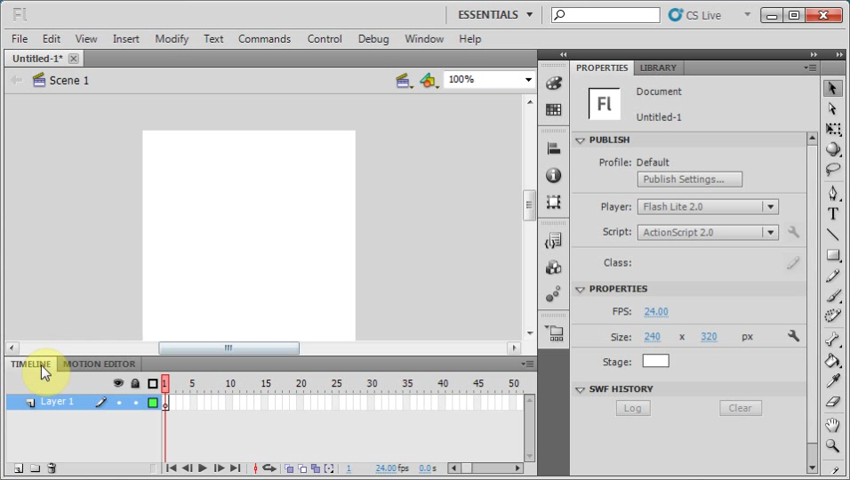 Fl
ESSENTIALS
CS Live
File Edit View Insert Modify Text Commands Control Debug Window Help
Untitled-1*
Scene 1
100%
PROPERTIES LIBRARY
Fl
Document
Untitled-1
PUBLISH
Profile: Default
Publish Settings...
Player: Flash Lite 2.0
Script: ActionScript 2.0
Class:
PROPERTIES
FPS: 24.00
Size: 240 x 320 px
Stage:
SWF HISTORY
Log Clear
TIMELINE MOTION EDITOR
1 5 10 15 20 25 30 35 40 45 50
Layer 1
1 24.00 fps 0.0 s